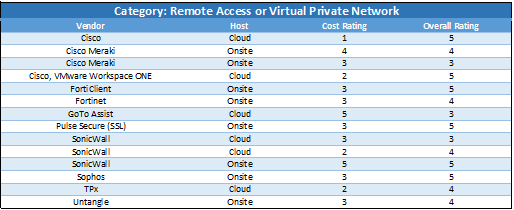 Category: Remote Access or Virtual Private Network
Vendor Host Cost Rating Overall Rating
Cisco Cloud 1 5
Cisco Meraki Onsite 4 4
Cisco Meraki Onsite 3 3
Cisco, VMware Workspace ONE Cloud 2 5
FortiClient Onsite 3 5
Fortinet Onsite 3 4
GoTo Assist Cloud 5 3
Pulse Secure (SSL) Onsite 3 5
SonicWall Cloud 3 3
SonicWall Cloud 2 4
SonicWall Onsite 5 5
Sophos Onsite 3 5
TPx Cloud 2 4
Untangle Onsite 3 4